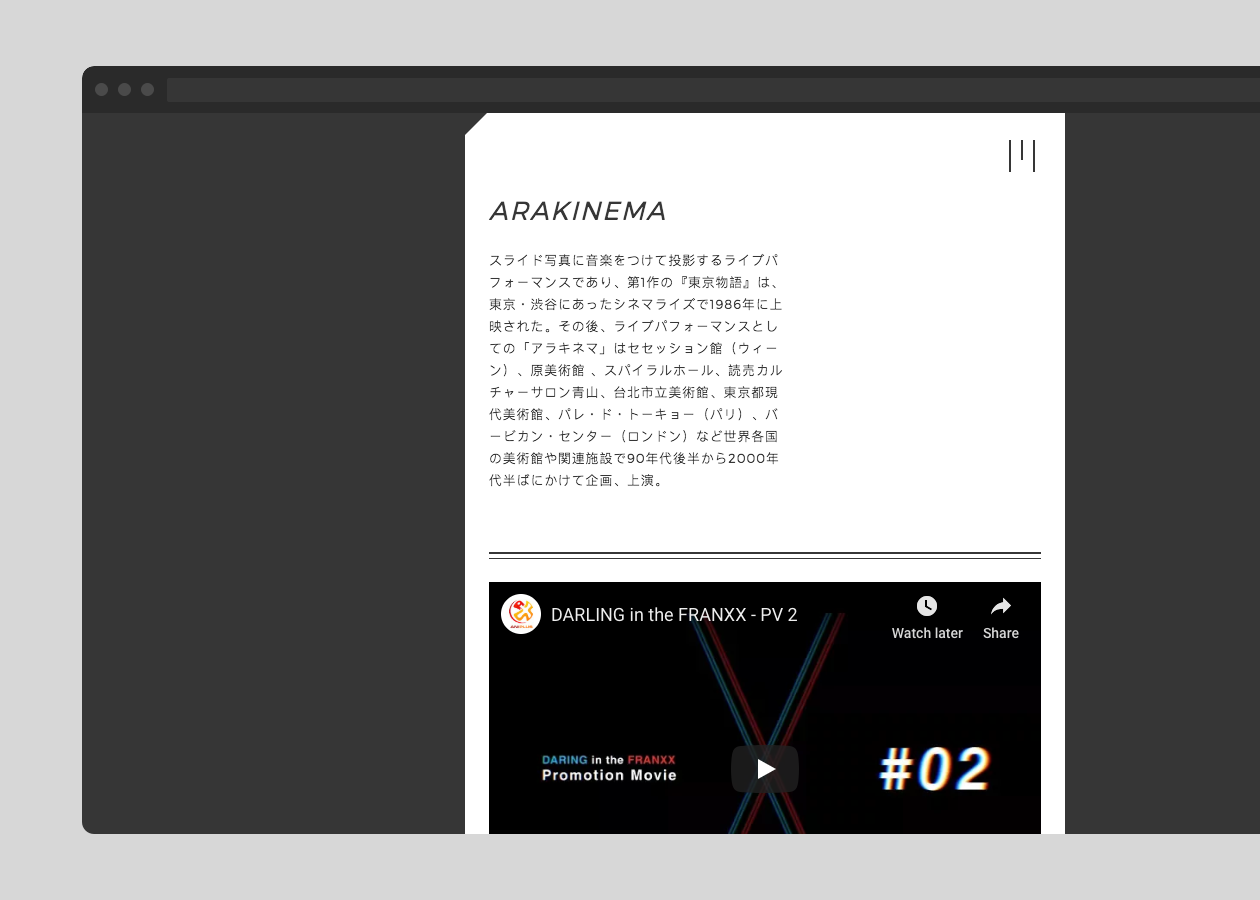 ARAKINEMA
スライド写真に音楽をつけて投影するライブパ
フォーマンスであり、第1作の『東京物語』は、
東京・渋谷にあったシネマライズで1986年に上
映された。その後、ライブパフォーマンスとし
ての「アラキネマ」はセセッション館（ウィー
ン）、原美術館 、スパイラルホール、読売カル
チャーサロン青山、台北市立美術館、東京都現
代美術館、パレ・ド・トーキョー（パリ）、バ
ービカン・センター（ロンドン）など世界各国
の美術館や関連施設で90年代後半から2000年
代半ばにかけて企画、上演。
DARLING in the FRANXX - PV 2
Watch later
Share
DARING in the FRANXX
Promotion Movie
#02